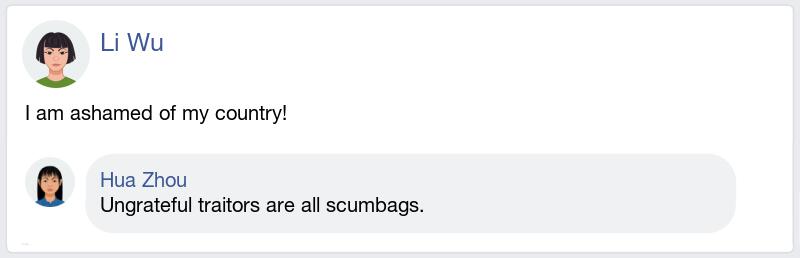 Li Wu
I am ashamed of my country!
Hua Zhou
Ungrateful traitors are all scumbags.